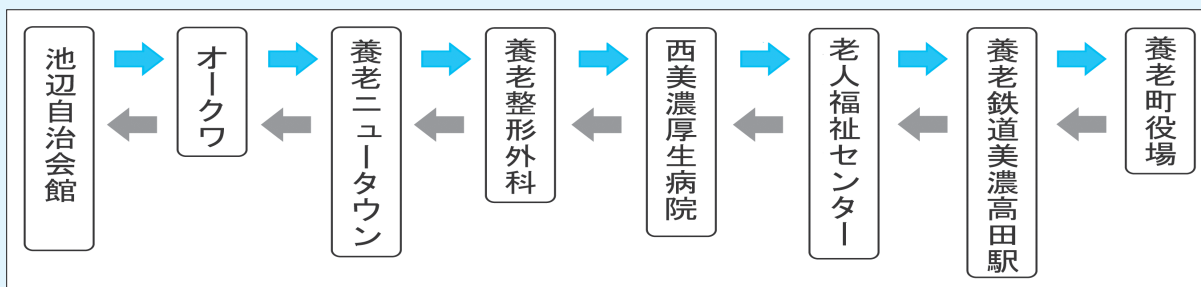 池辺自治会館
オークワ
養老ニュータウン
養老整形外科
西美濃厚生病院
老人福祉センター
養老鉄道美濃高田駅
養老町役場